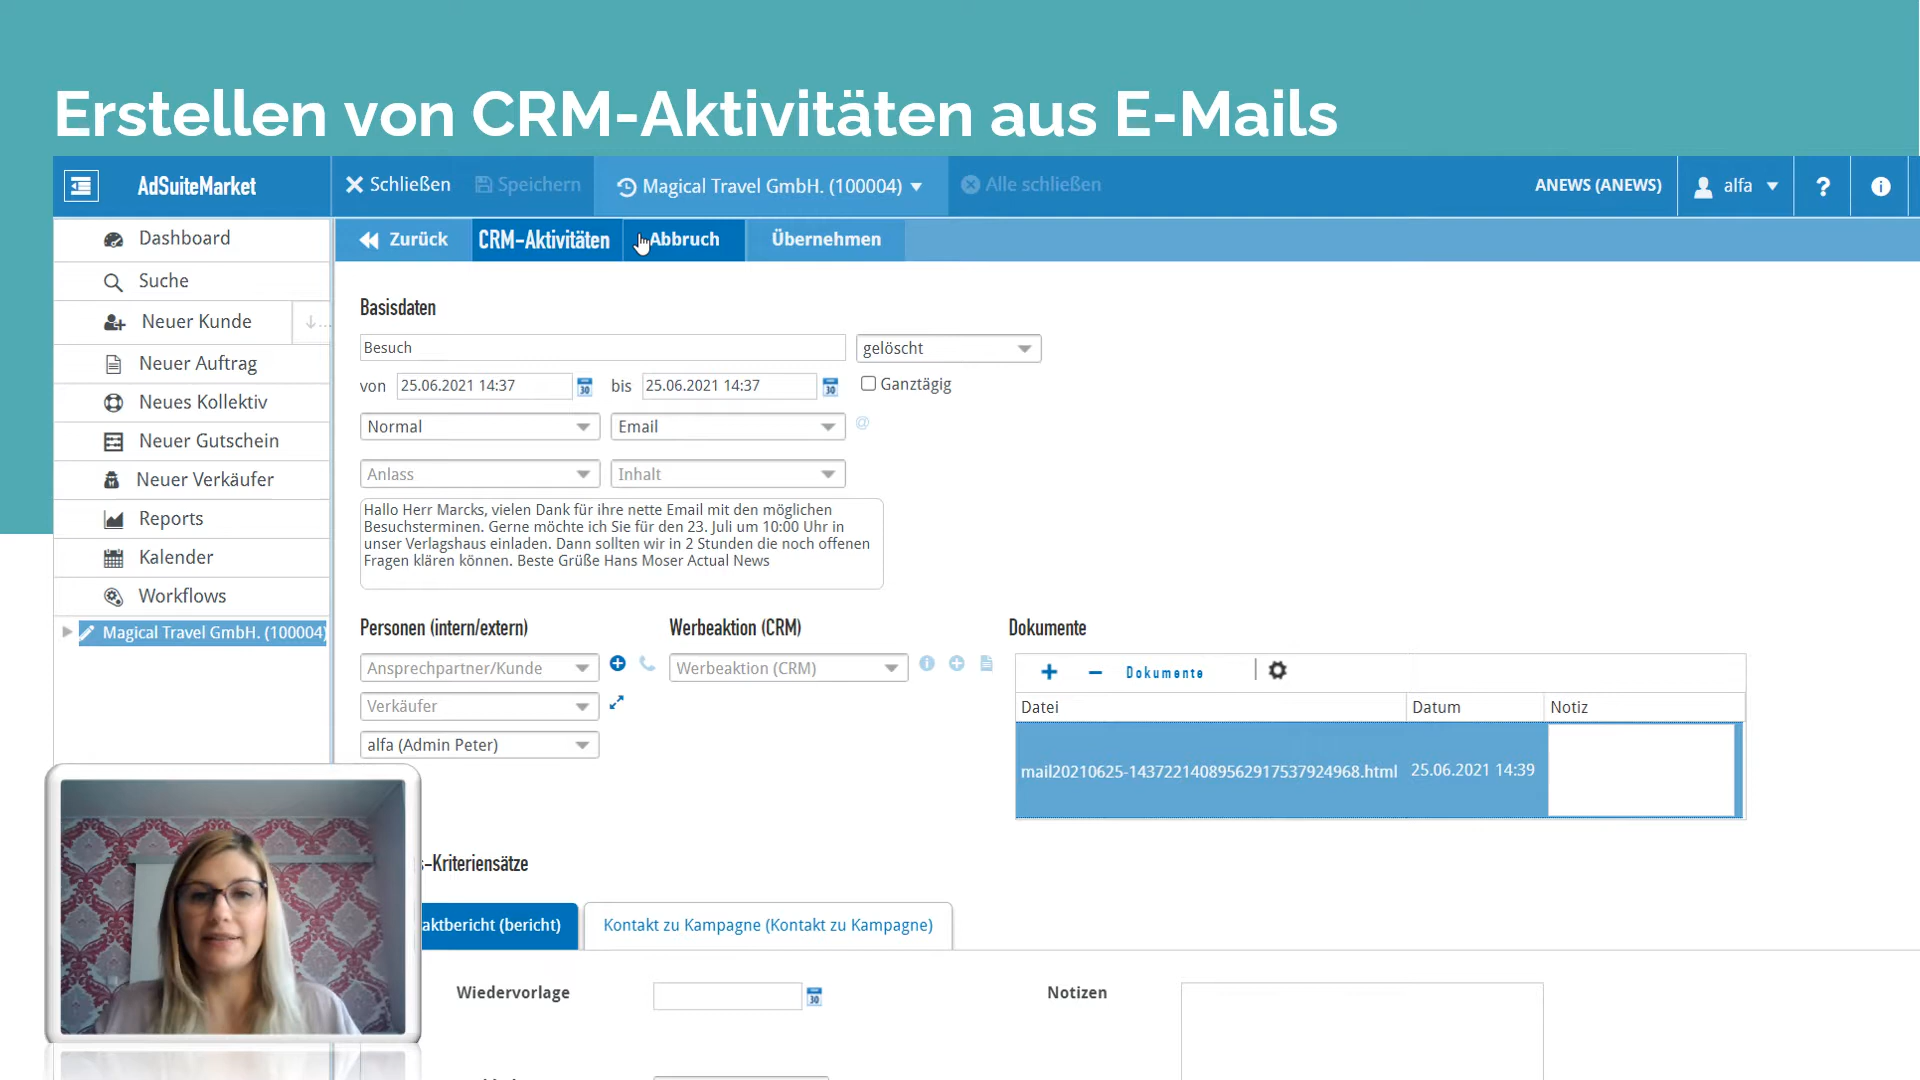 Erstellen von CRM-Aktivitäten aus E-Mails
AdSuiteMarket
Schließen
Speichern
Magical Travel GmbH. (100004)
Alle schließen
ANEWS (ANEWS)
alfa
?
Dashboard
Suche
Neuer Kunde
Neuer Auftrag
Neues Kollektiv
Neuer Gutschein
Neuer Verkäufer
Reports
Kalender
Workflows
Magical Travel GmbH. (100004)
Zurück
CRM-Aktivitäten
Abbruch
Übernehmen
Basisdaten
Besuch
gelöscht
von 25.06.2021 14:37 30 bis 25.06.2021 14:37 30 Ganztägig
Normal
Email
@
Anlass
Inhalt
Hallo Herr Marcks, vielen Dank für ihre nette Email mit den möglichen
Besuchsterminen. Gerne möchte ich Sie für den 23. Juli um 10:00 Uhr in
unser Verlagshaus einladen. Dann sollten wir in 2 Stunden die noch offenen
Fragen klären können. Beste Grüße Hans Moser Actual News
Personen (intern/extern)
Ansprechpartner/Kunde
Verkäufer
alfa (Admin Peter)
Werbeaktion (CRM)
Werbeaktion (CRM)
Dokumente
Dokumente
Datei Datum Notiz
mail20210625-14372214089562917537924968.html 25.06.2021 14:39
s-Kriteriensätze
aktbericht (bericht)
Kontakt zu Kampagne (Kontakt zu Kampagne)
Wiedervorlage
30
Notizen